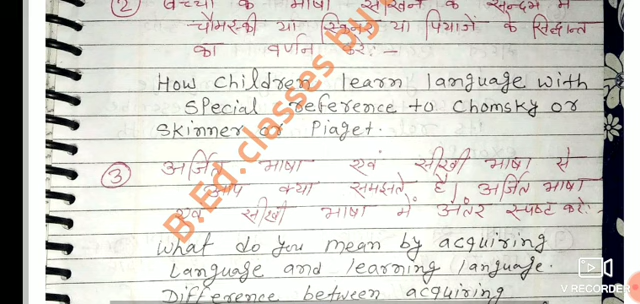 ② बच्चों के भाषा सीखने के सन्दर्भ में
चौमस्की या स्किनर या पियाजे के सिद्धान्त
का वर्णन करें:-
How children learn language with
special reference to Chomsky or
Skinner or Piaget.
③ अर्जित भाषा एवं सीखी भाषा से
आप क्या समझते हैं। अर्जित भाषा
एवं सीखी भाषा में अंतर स्पष्ट करे:-
What do you mean by acquiring
Language and learning language.
Difference between acquiring
B.Ed.classes by
V RECORDER